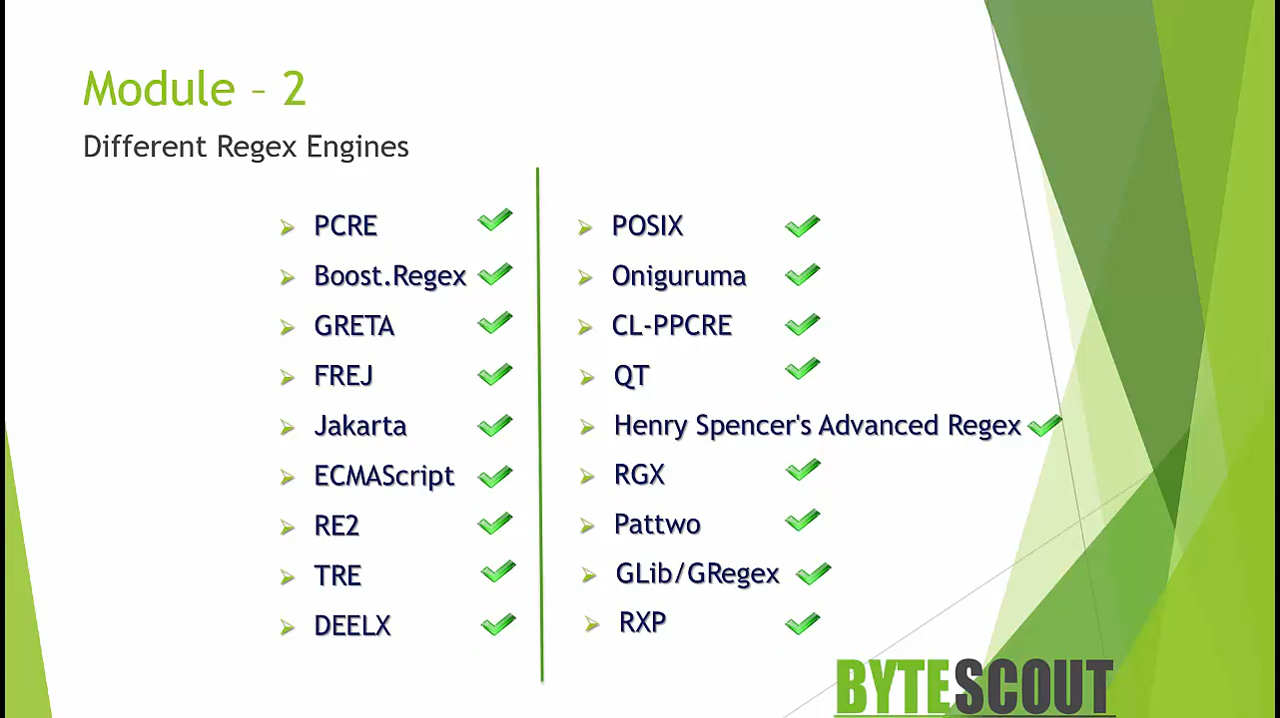 Module – 2
Different Regex Engines
PCRE
Boost.Regex
GRETA
FREJ
Jakarta
ECMAScript
RE2
TRE
DEELX
POSIX
Oniguruma
CL-PPCRE
QT
Henry Spencer's Advanced Regex
RGX
Pattwo
GLib/GRegex
RXP
BYTESCOUT